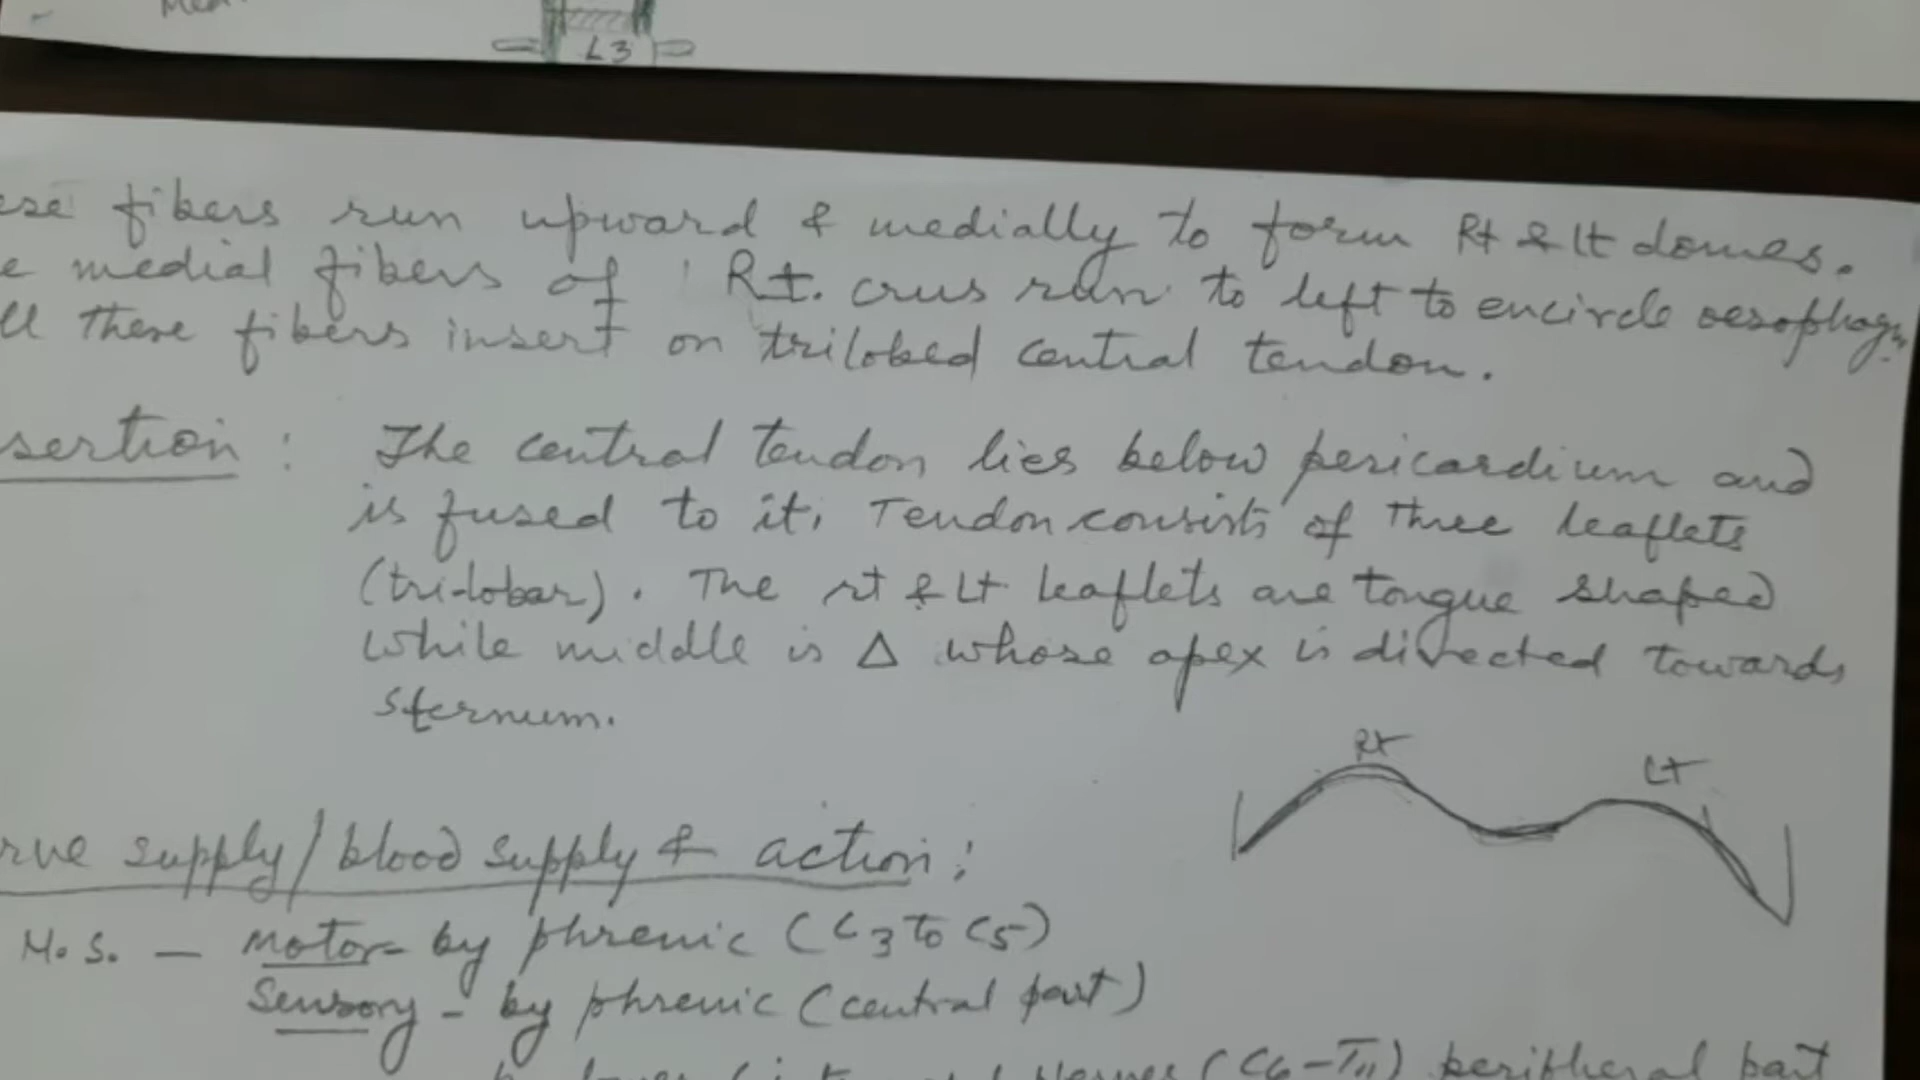 L3
ese fibers run upward & medially to form Rt & lt domes.
e medial fibers of Rt. crus run to left to encircle oesophagu
ll these fibers insert on trilobed central tendon.
sertion : The central tendon lies below pericardium and
is fused to it. Tendon consists of three leaflets
(tri-lobar). The rt & Lt leaflets are tongue shaped
while middle is Δ whose apex is directed towards
sternum.
Rt
Lt
rve supply/blood supply & action :
M.S. — Motor - by phrenic (C3 to C5)
Sensory - by phrenic (central part)
(C6-T11) peripheral part